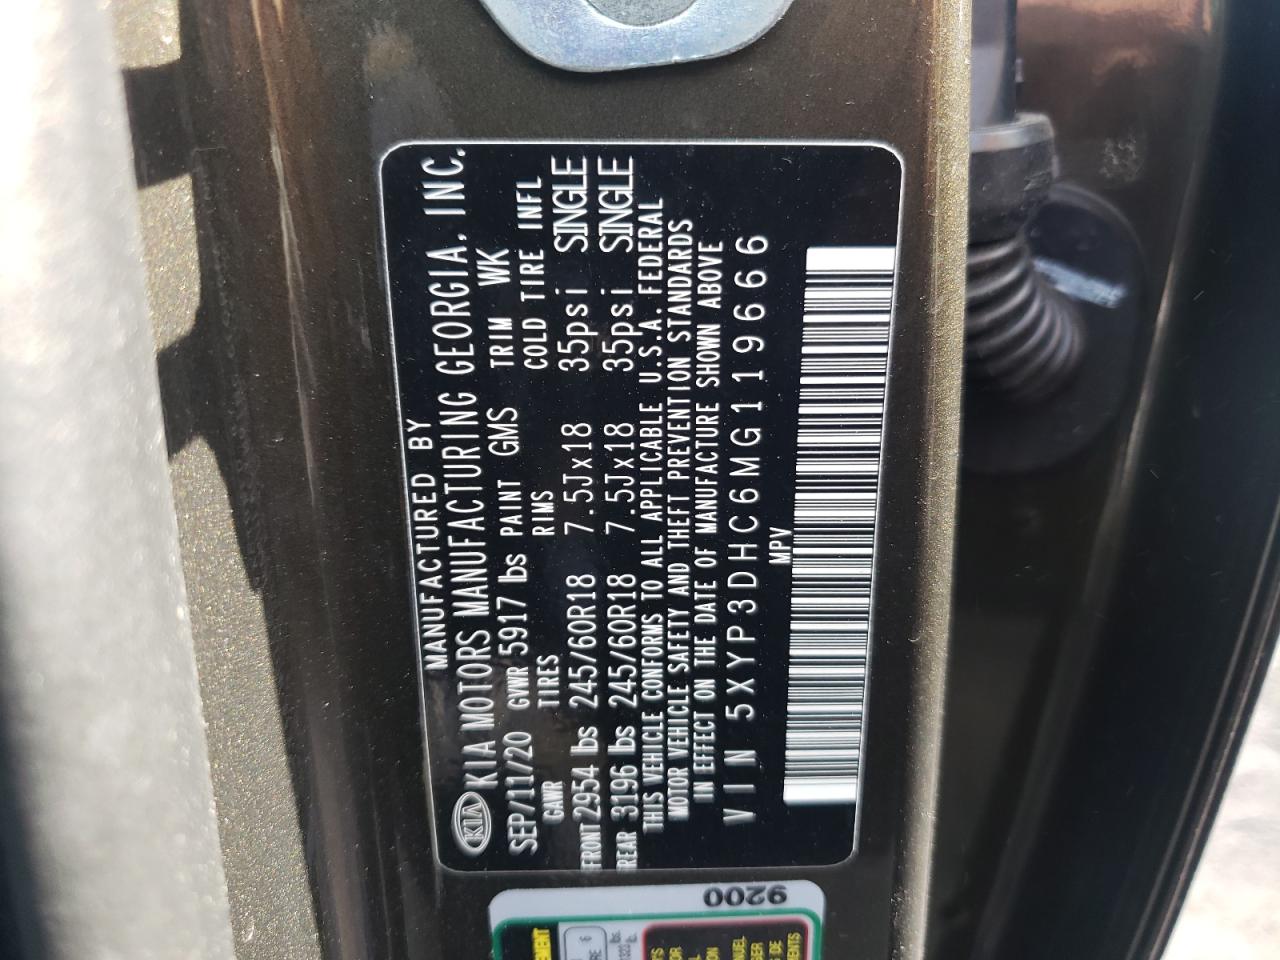 MANUFACTURED BY
KIA KIA MOTORS MANUFACTURING GEORGIA, INC.
SEP/11/20 GVWR 5917 lbs PAINT GMS TRIM WK
GAWR TIRES RIMS COLD TIRE INFL
FRONT 2954 lbs 245/60R18 7.5Jx18 35psi SINGLE
REAR 3196 lbs 245/60R18 7.5Jx18 35psi SINGLE
THIS VEHICLE CONFORMS TO ALL APPLICABLE U.S.A. FEDERAL
MOTOR VEHICLE SAFETY AND THEFT PREVENTION STANDARDS
IN EFFECT ON THE DATE OF MANUFACTURE SHOWN ABOVE
VIN 5XYP3DHC6MG119666
MPV
9200